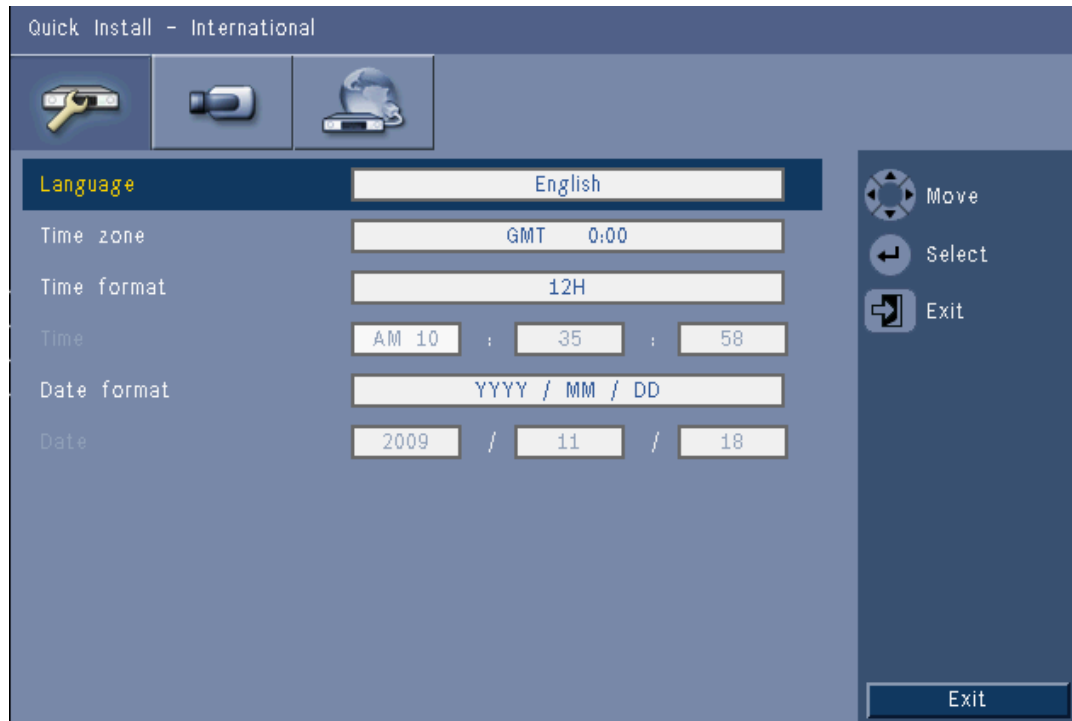 Quick Install - International
Language English
Time zone GMT 0:00
Time format 12H
Time AM 10 : 35 : 58
Date format YYYY / MM / DD
Date 2009 / 11 / 18
Move
Select
Exit
Exit